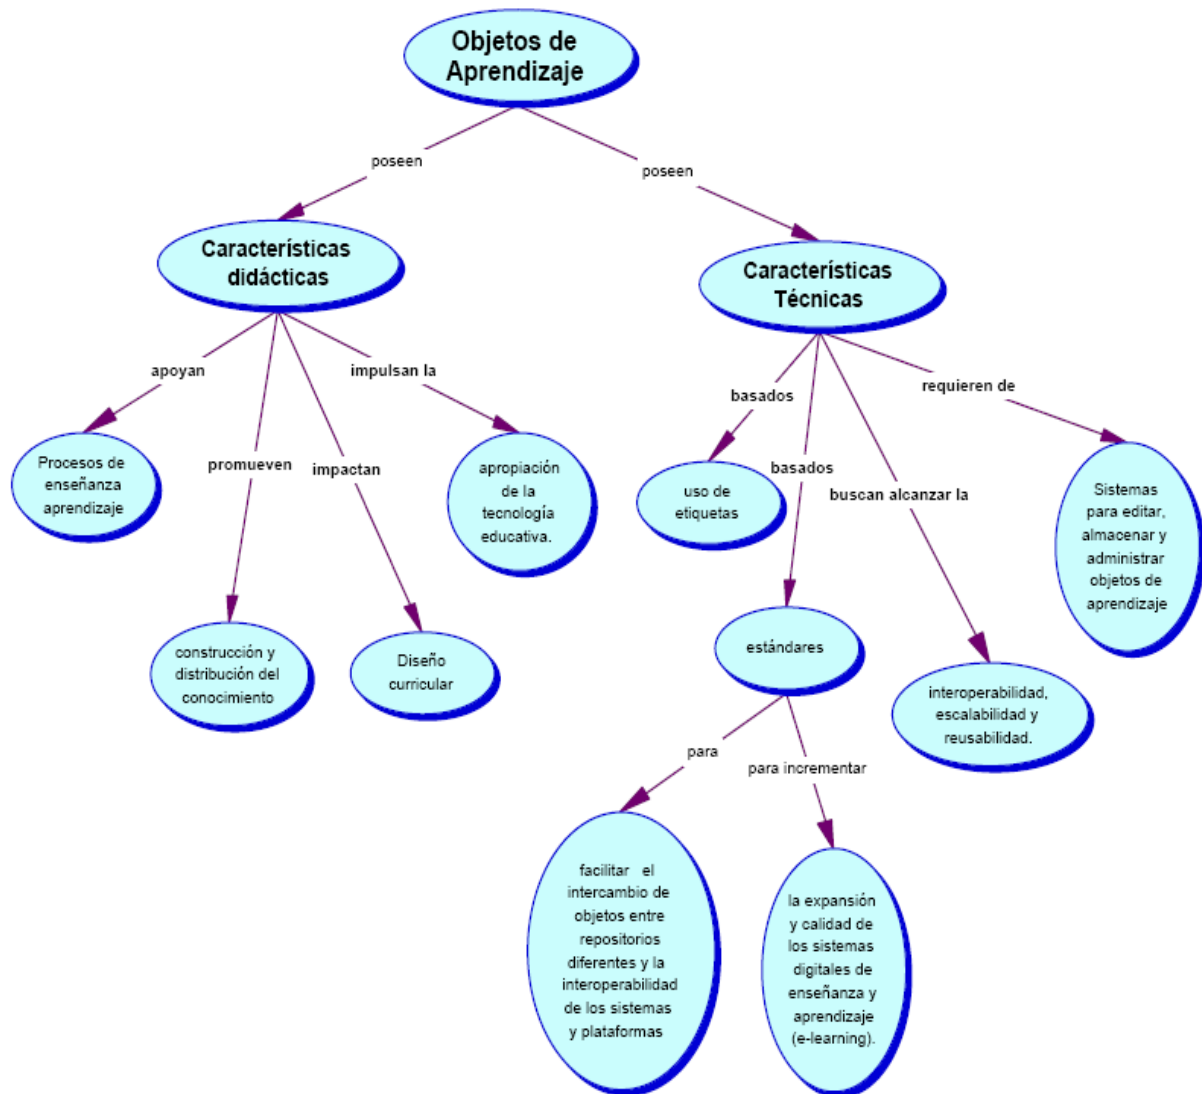 Objetos de
Aprendizaje
poseen
poseen
Características
didácticas
Características
Técnicas
apoyan
impulsan la
promueven
impactan
Procesos de
enseñanza
aprendizaje
apropiación
de la
tecnología
educativa.
construcción y
distribución del
conocimiento
Diseño
curricular
basados
requieren de
basados
buscan alcanzar la
uso de
etiquetas
Sistemas
para editar,
almacenar y
administrar
objetos de
aprendizaje
estándares
interoperabilidad,
escalabilidad y
reusabilidad.
para
para incrementar
facilitar el
intercambio de
objetos entre
repositorios
diferentes y la
interoperabilidad
de los sistemas
y plataformas
la expansión
y calidad de
los sistemas
digitales de
enseñanza y
aprendizaje
(e-learning).